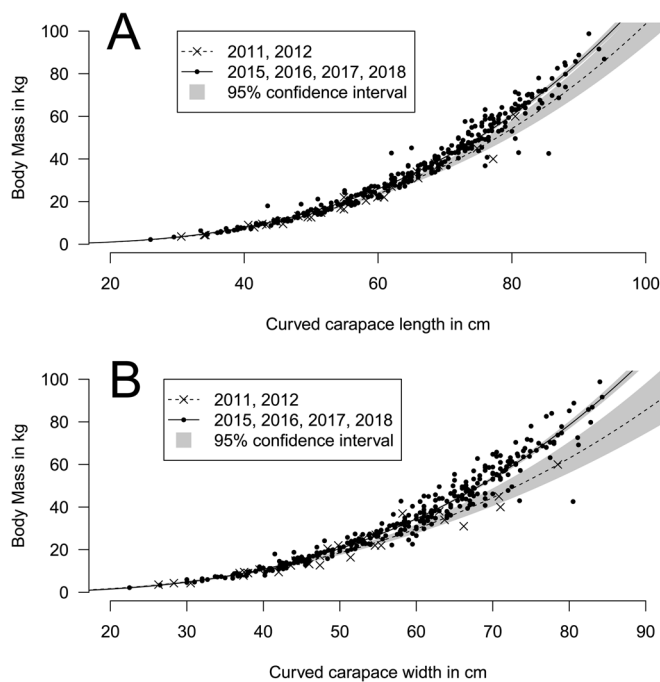 A
2011, 2012
2015, 2016, 2017, 2018
95% confidence interval
Body Mass in kg
100
80
60
40
20
0
20 40 60 80 100
Curved carapace length in cm
B
2011, 2012
2015, 2016, 2017, 2018
95% confidence interval
Body Mass in kg
100
80
60
40
20
0
20 30 40 50 60 70 80 90
Curved carapace width in cm